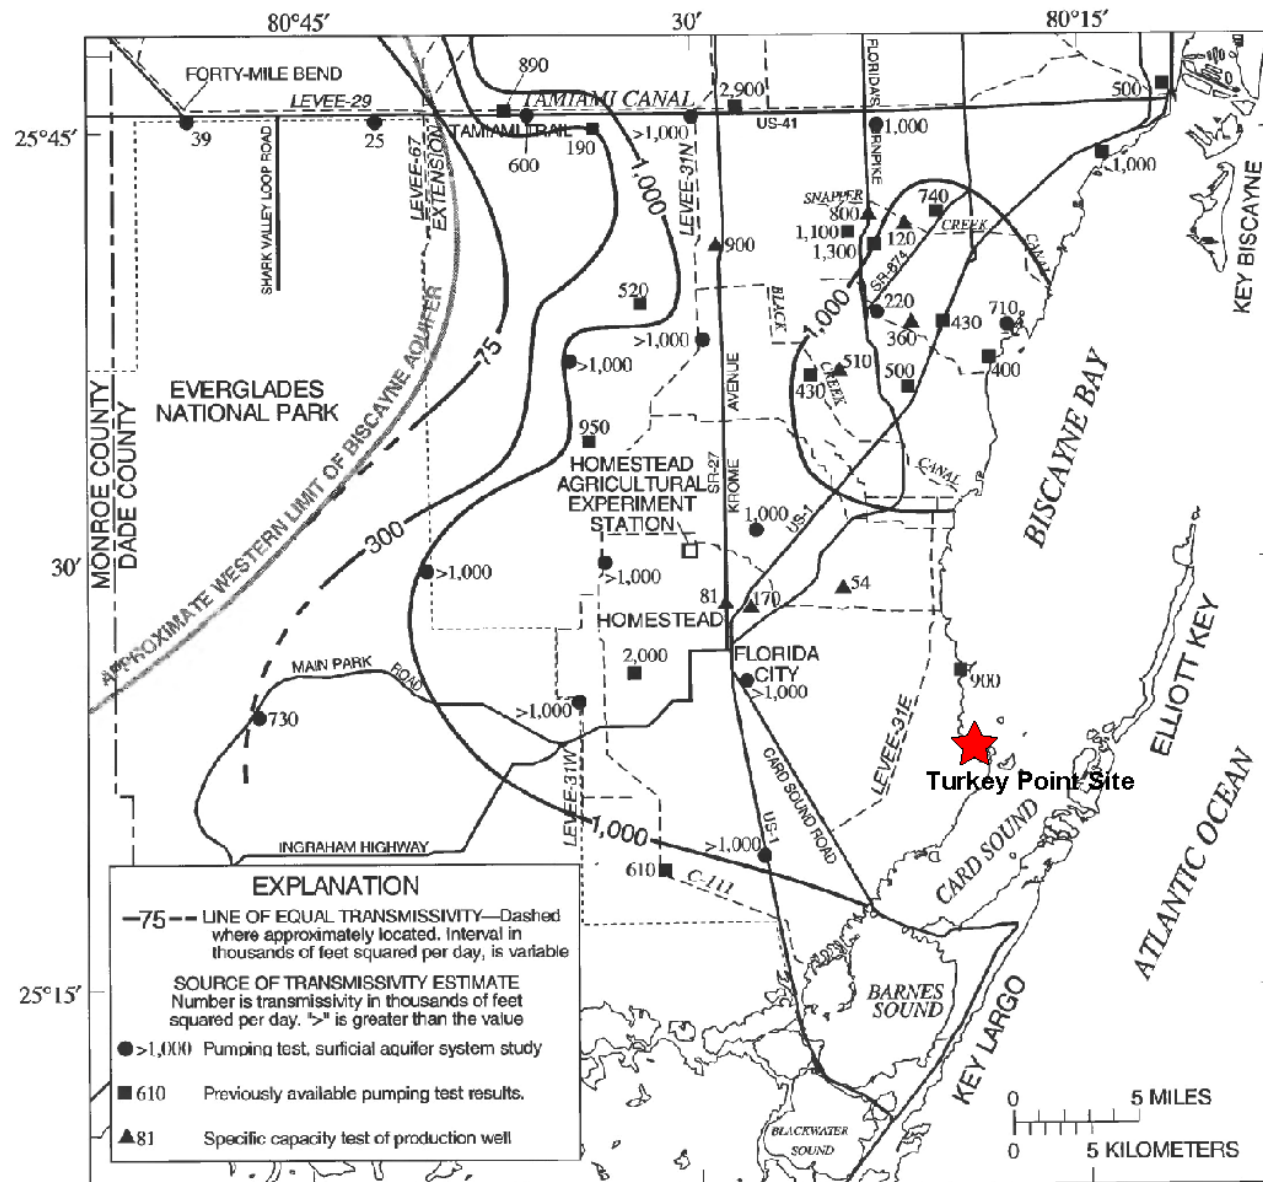 80°45′
30′
80°15′
FORTY-MILE BEND
890
LEVEE-29
TAMIAMI CANAL
2,900
500
39
25
TAMIAMI TRAIL
600
190
>1,000
US-41
1,000
25°45′
1,000
SHARK VALLEY LOOP ROAD
LEVEE-67
EXTENSION
1,000
LEVEE-31N
FLORIDA'S
RNPIKE
SNAPPER
CREEK
CANAL
800
740
1,100
120
1,300
900
SR-874
KEY BISCAYNE
520
BLACK
CREEK
CANAL
1,000
220
710
360
430
>1,000
75
>1,000
510
430
500
400
AVENUE
EVERGLADES
NATIONAL PARK
MONROE COUNTY
DADE COUNTY
APPROXIMATE WESTERN LIMIT OF BISCAYNE AQUIFER
BISCAYNE BAY
950
HOMESTEAD
AGRICULTURAL
EXPERIMENT
STATION
SR-27
KROME
1,000
US-1
300
30′
>1,000
>1,000
81
170
54
HOMESTEAD
ELLIOTT KEY
2,000
FLORIDA
CITY
>1,000
900
MAIN PARK
ROAD
730
>1,000
LEVEE-31E
Turkey Point Site
CARD SOUND ROAD
LEVEE-31W
1,000
US-1
>1,000
INGRAHAM HIGHWAY
610
C-111
CARD SOUND
ATLANTIC OCEAN
EXPLANATION
75
LINE OF EQUAL TRANSMISSIVITY—Dashed
where approximately located. Interval in
thousands of feet squared per day, is variable
SOURCE OF TRANSMISSIVITY ESTIMATE
Number is transmissivity in thousands of feet
squared per day. ">" is greater than the value
>1,000 Pumping test, surficial aquifer system study
610 Previously available pumping test results.
81 Specific capacity test of production well
25°15′
BARNES
SOUND
KEY LARGO
BLACKWATER
SOUND
0 5 MILES
0 5 KILOMETERS